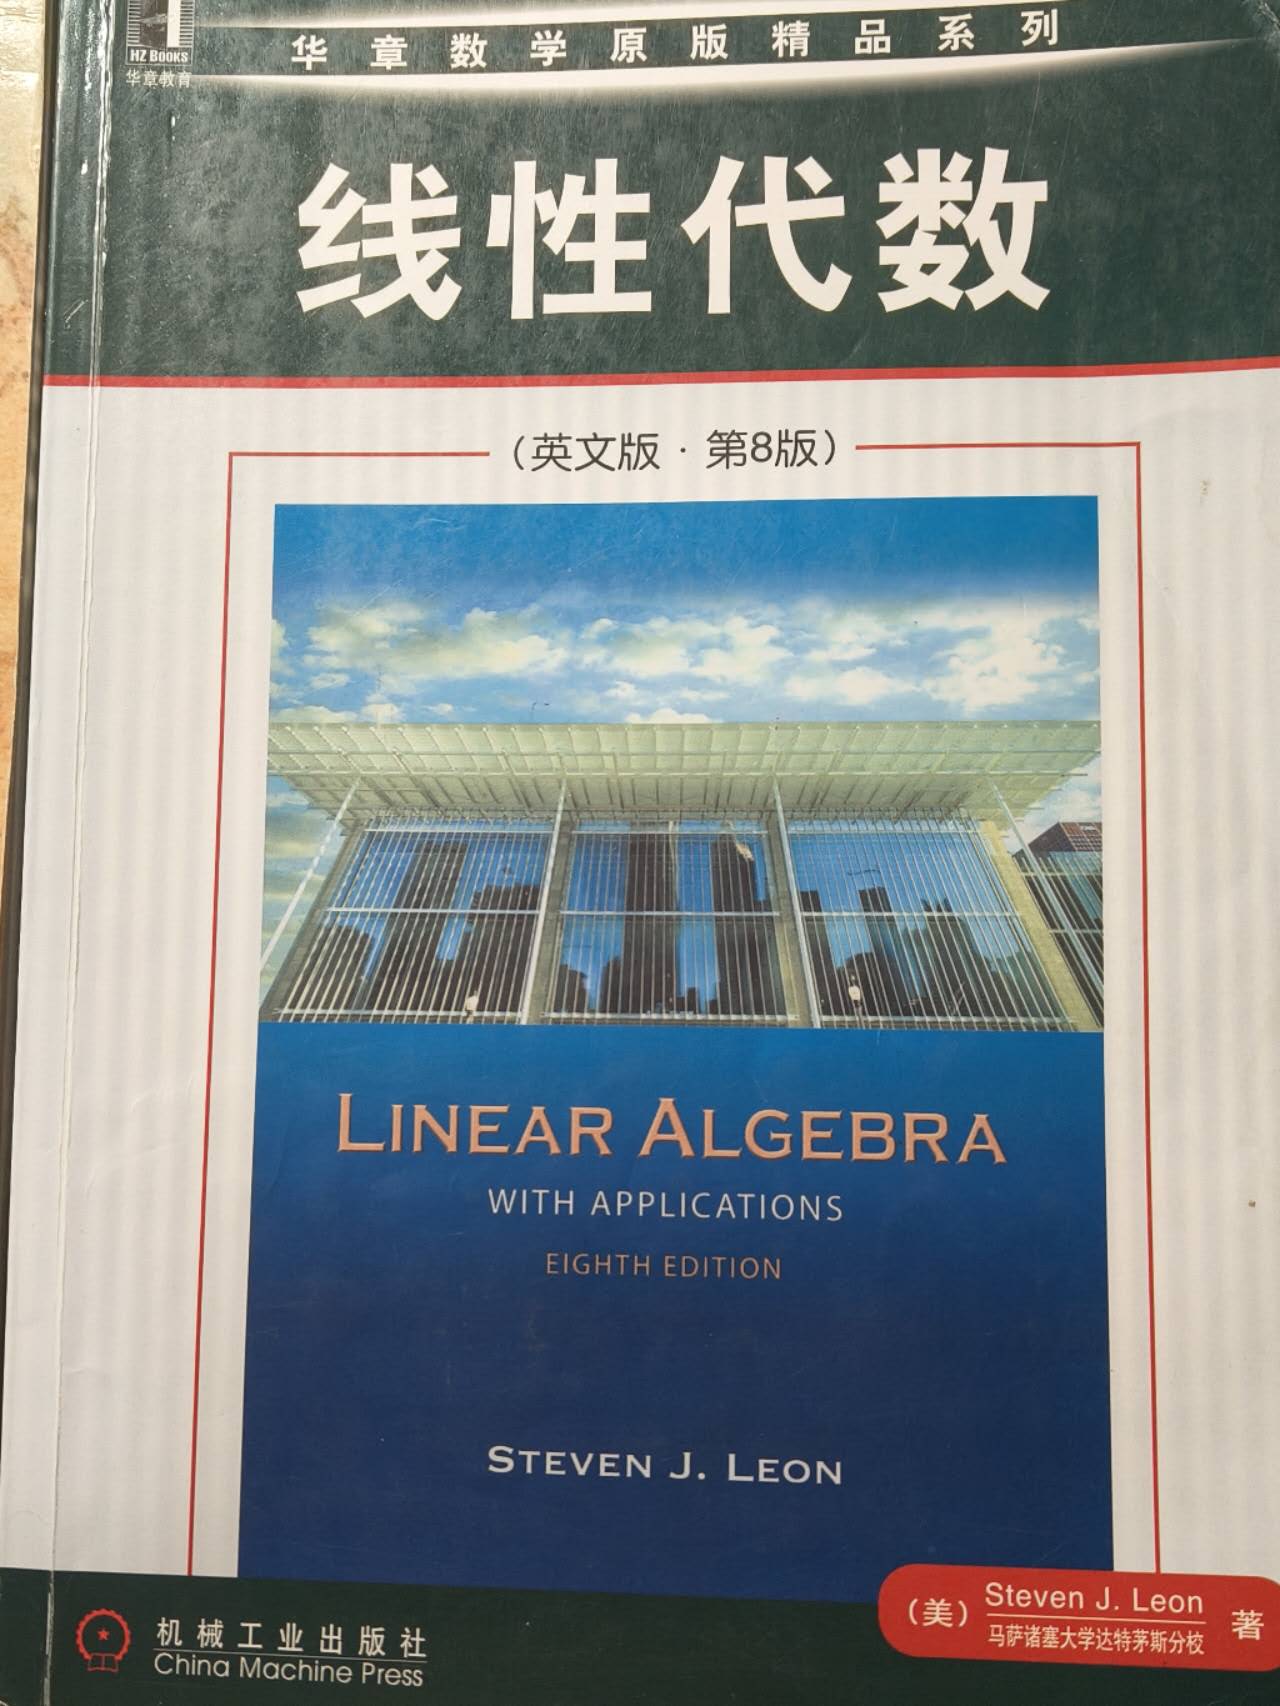 HZ BOOKS
华章教育
华章数学原版精品系列
线性代数
（英文版·第8版）
LINEAR ALGEBRA
WITH APPLICATIONS
EIGHTH EDITION
STEVEN J. LEON
（美） Steven J. Leon 著
马萨诸塞大学达特茅斯分校
机械工业出版社
China Machine Press